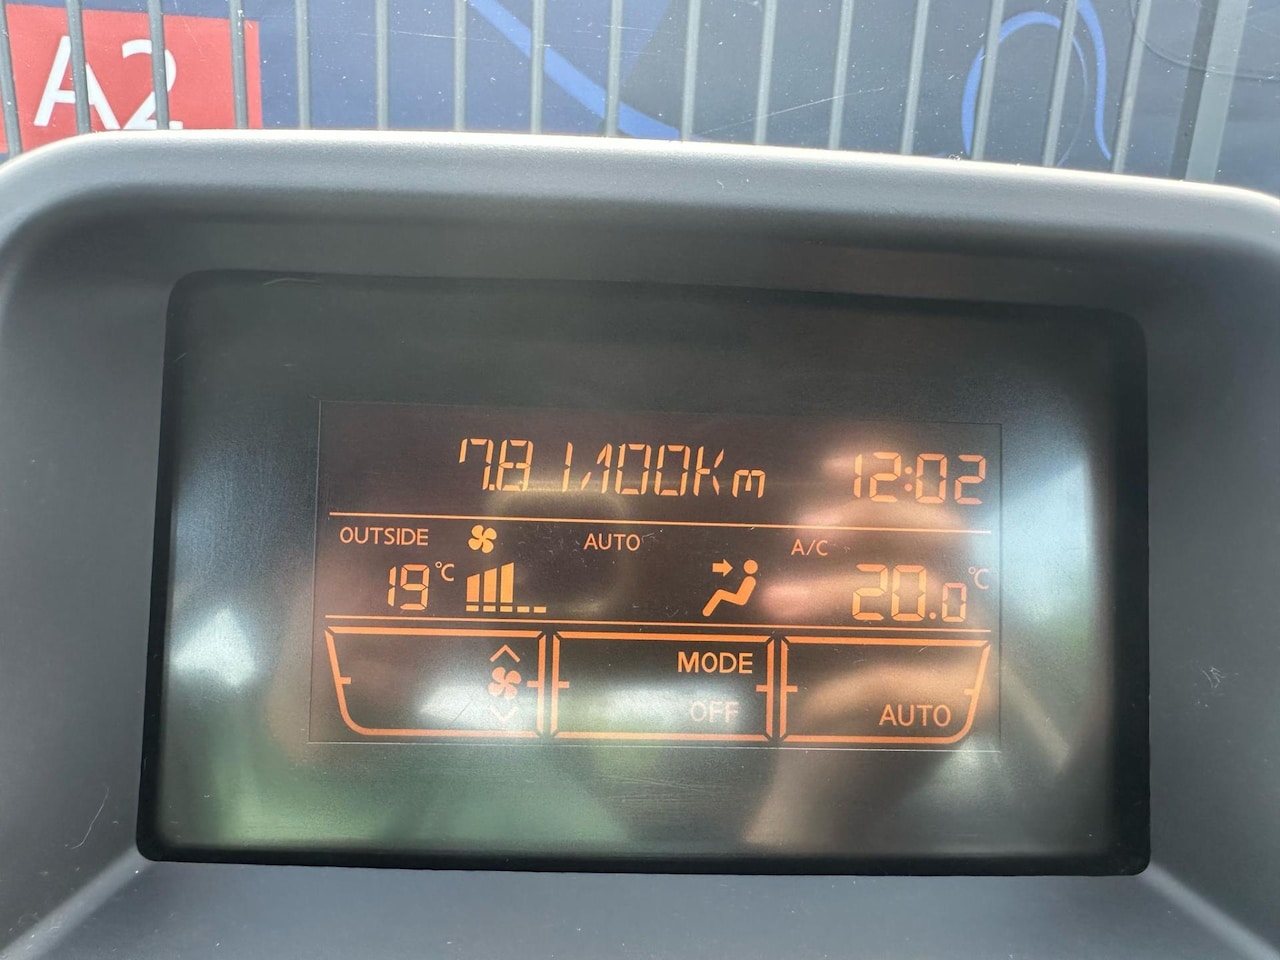 A2
7.8 l/100Km 12:02
OUTSIDE AUTO A/C
19 °C 20.0 °C
MODE
OFF AUTO